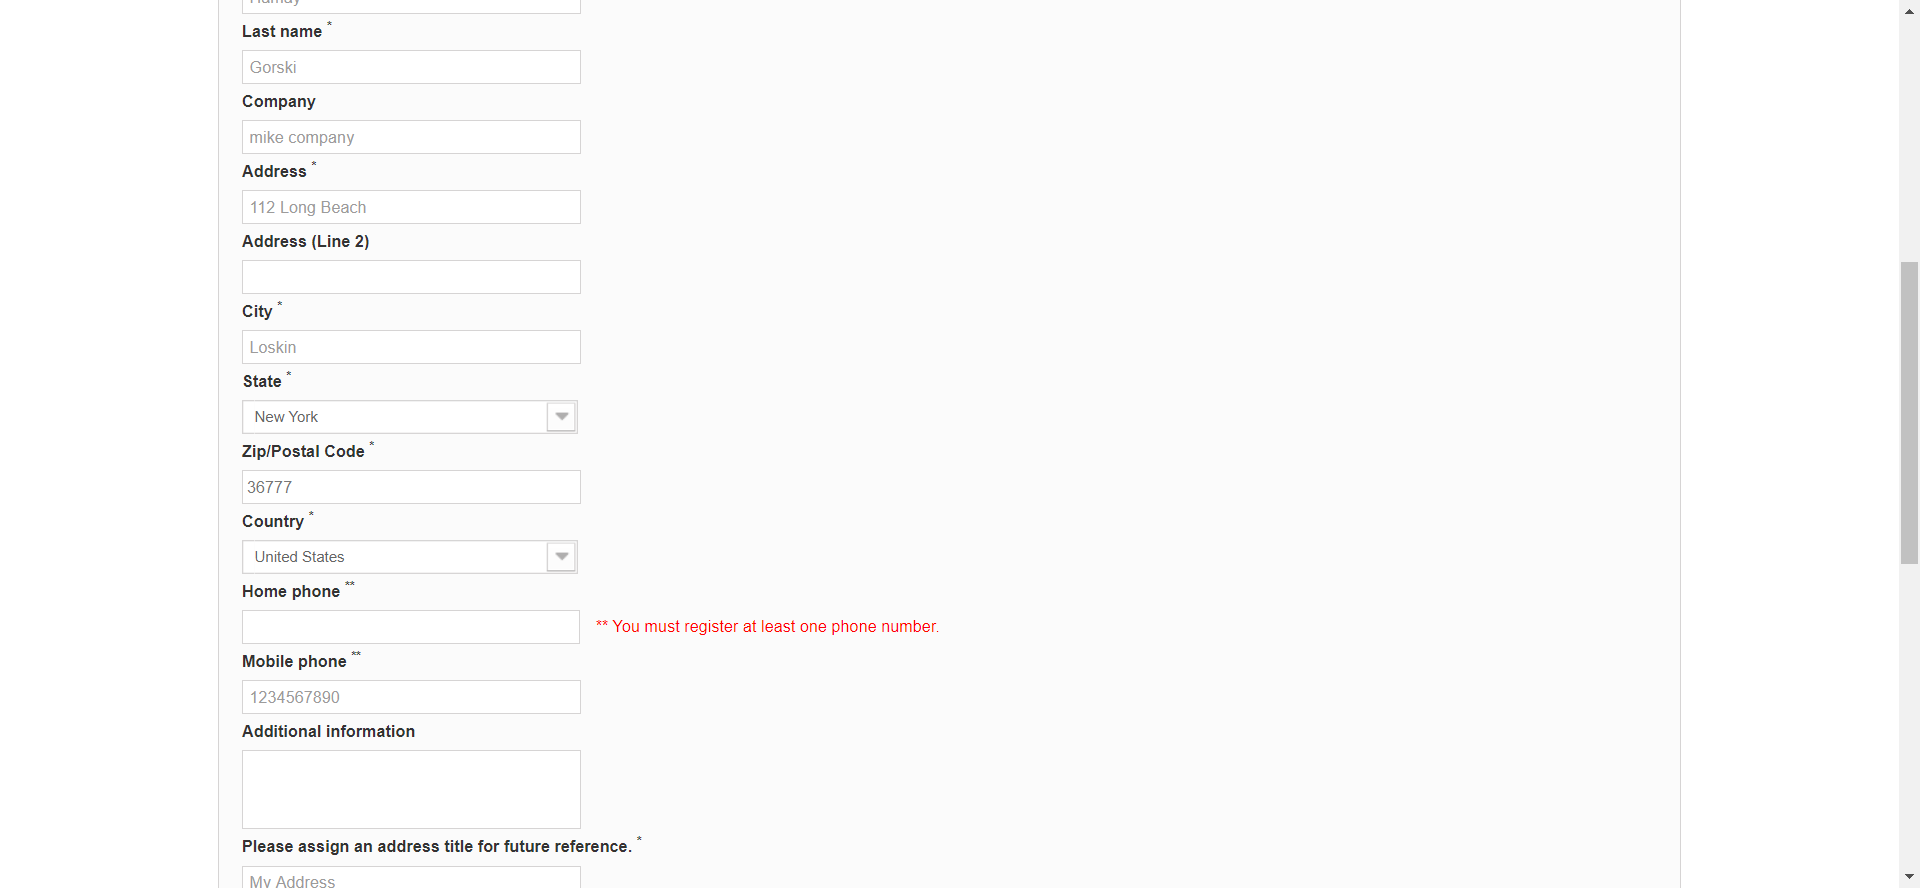 Last name *
Gorski
Company
mike company
Address *
112 Long Beach
Address (Line 2)
City *
Loskin
State *
New York
Zip/Postal Code *
36777
Country *
United States
Home phone **
** You must register at least one phone number.
Mobile phone **
1234567890
Additional information
Please assign an address title for future reference. *
My Address